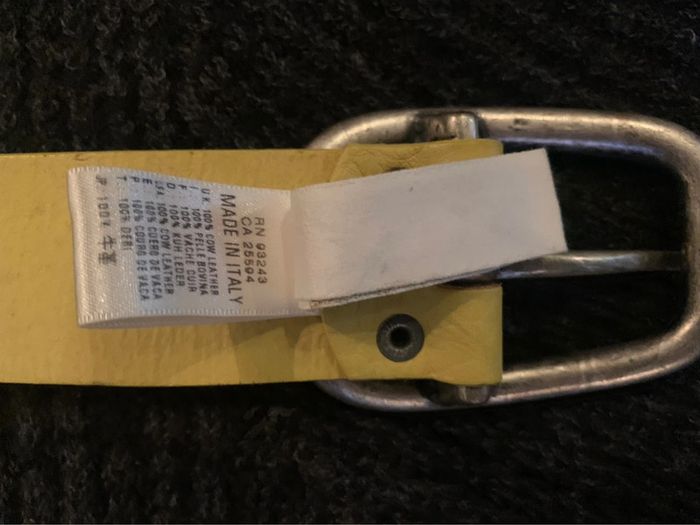 RN 93243
CA 25594
MADE IN ITALY
U.K. 100% COW LEATHER
I : 100% PELLE BOVINA
F : 100% VACHE CUIR
D : 100% KUH LEDER
USA. 100% COW LEATHER
E. 100% CUERO DE VACA
P. 100% COURO DE VACA
T. 100% DERI
JP 100% 牛革